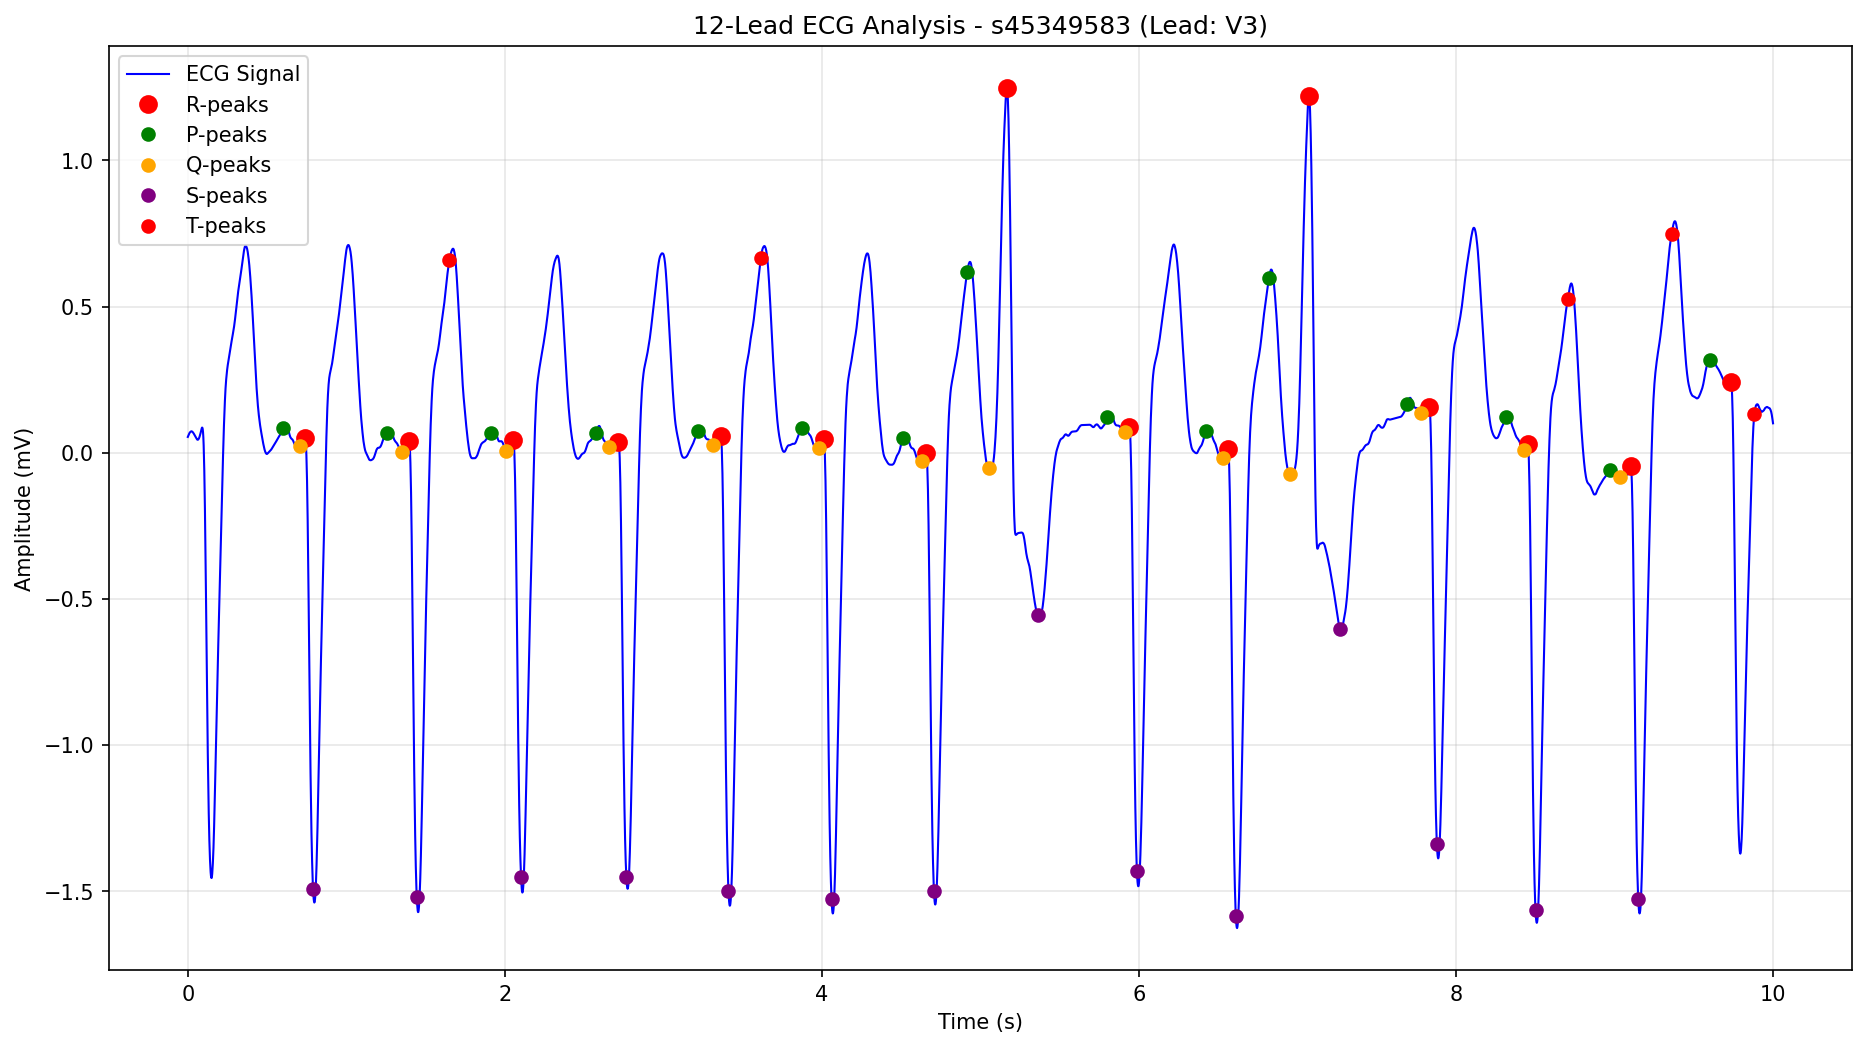 12-Lead ECG Analysis - s45349583 (Lead: V3)
ECG Signal
R-peaks
P-peaks
Q-peaks
S-peaks
T-peaks
Amplitude (mV)
1.0
0.5
0.0
−0.5
−1.0
−1.5
0 2 4 6 8 10
Time (s)